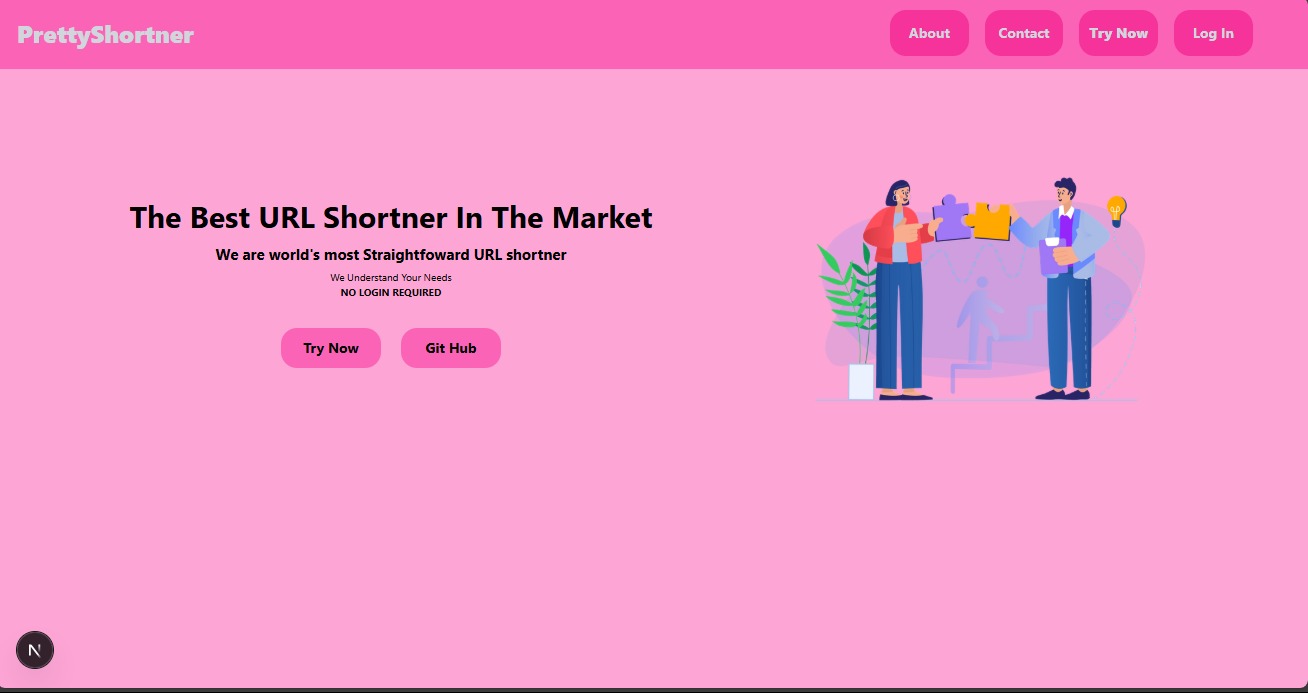 PrettyShortner
About
Contact
Try Now
Log In
The Best URL Shortner In The Market
We are world's most Straightfoward URL shortner
We Understand Your Needs
NO LOGIN REQUIRED
Try Now
Git Hub
N